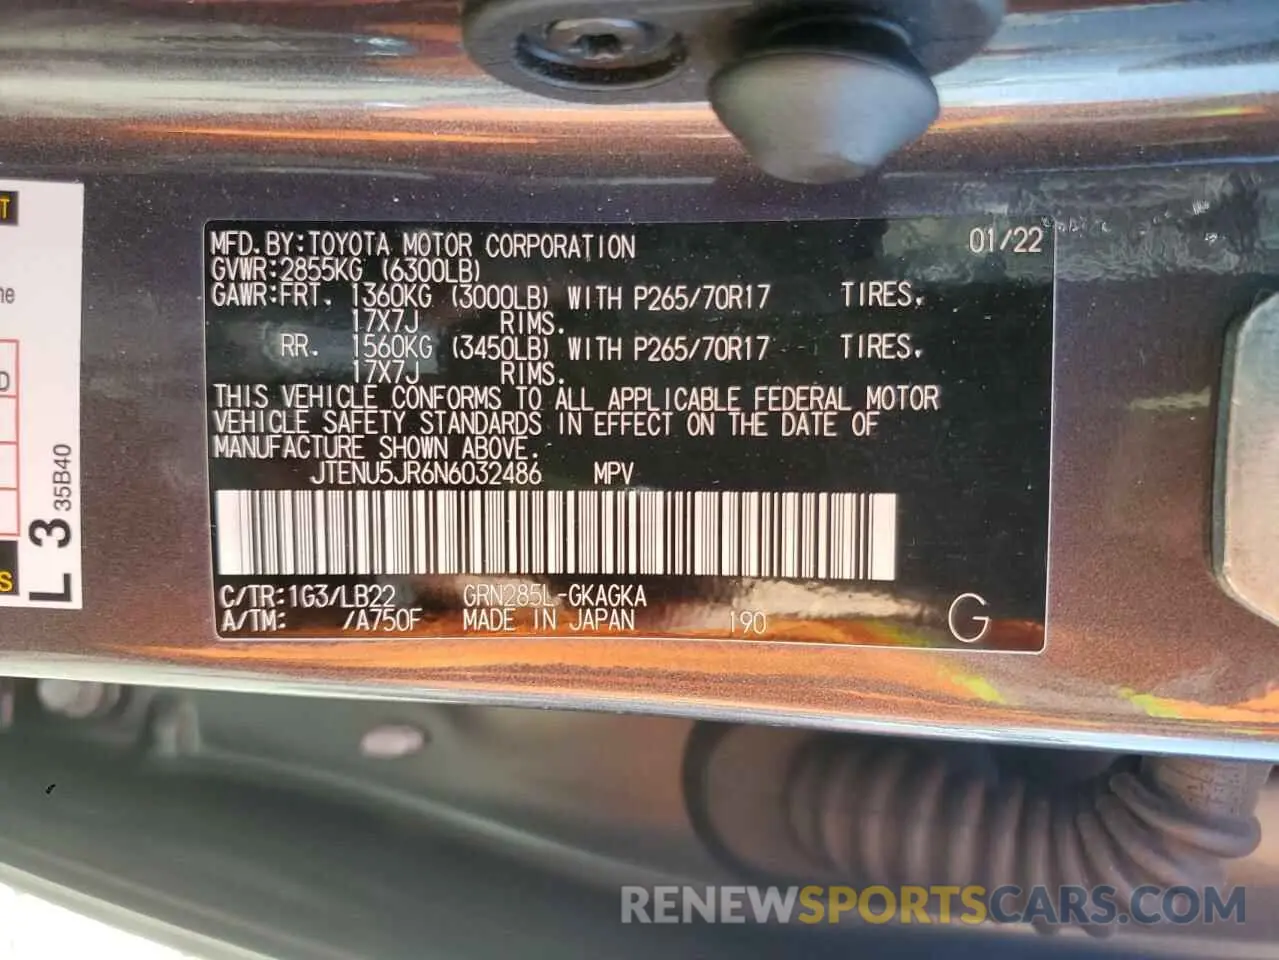 MFD.BY:TOYOTA MOTOR CORPORATION 01/22
GVWR:2855KG (6300LB)
GAWR:FRT. 1360KG (3000LB) WITH P265/70R17 TIRES,
17X7J RIMS.
RR. 1560KG (3450LB) WITH P265/70R17 TIRES,
17X7J RIMS.
THIS VEHICLE CONFORMS TO ALL APPLICABLE FEDERAL MOTOR
VEHICLE SAFETY STANDARDS IN EFFECT ON THE DATE OF
MANUFACTURE SHOWN ABOVE.
JTENU5JR6N6032486 MPV
C/TR:1G3/LB22 GRN285L-GKAGKA
A/TM: /A750F MADE IN JAPAN 190 G
L 3 35B40
RENEWSPORTSCARS.COM